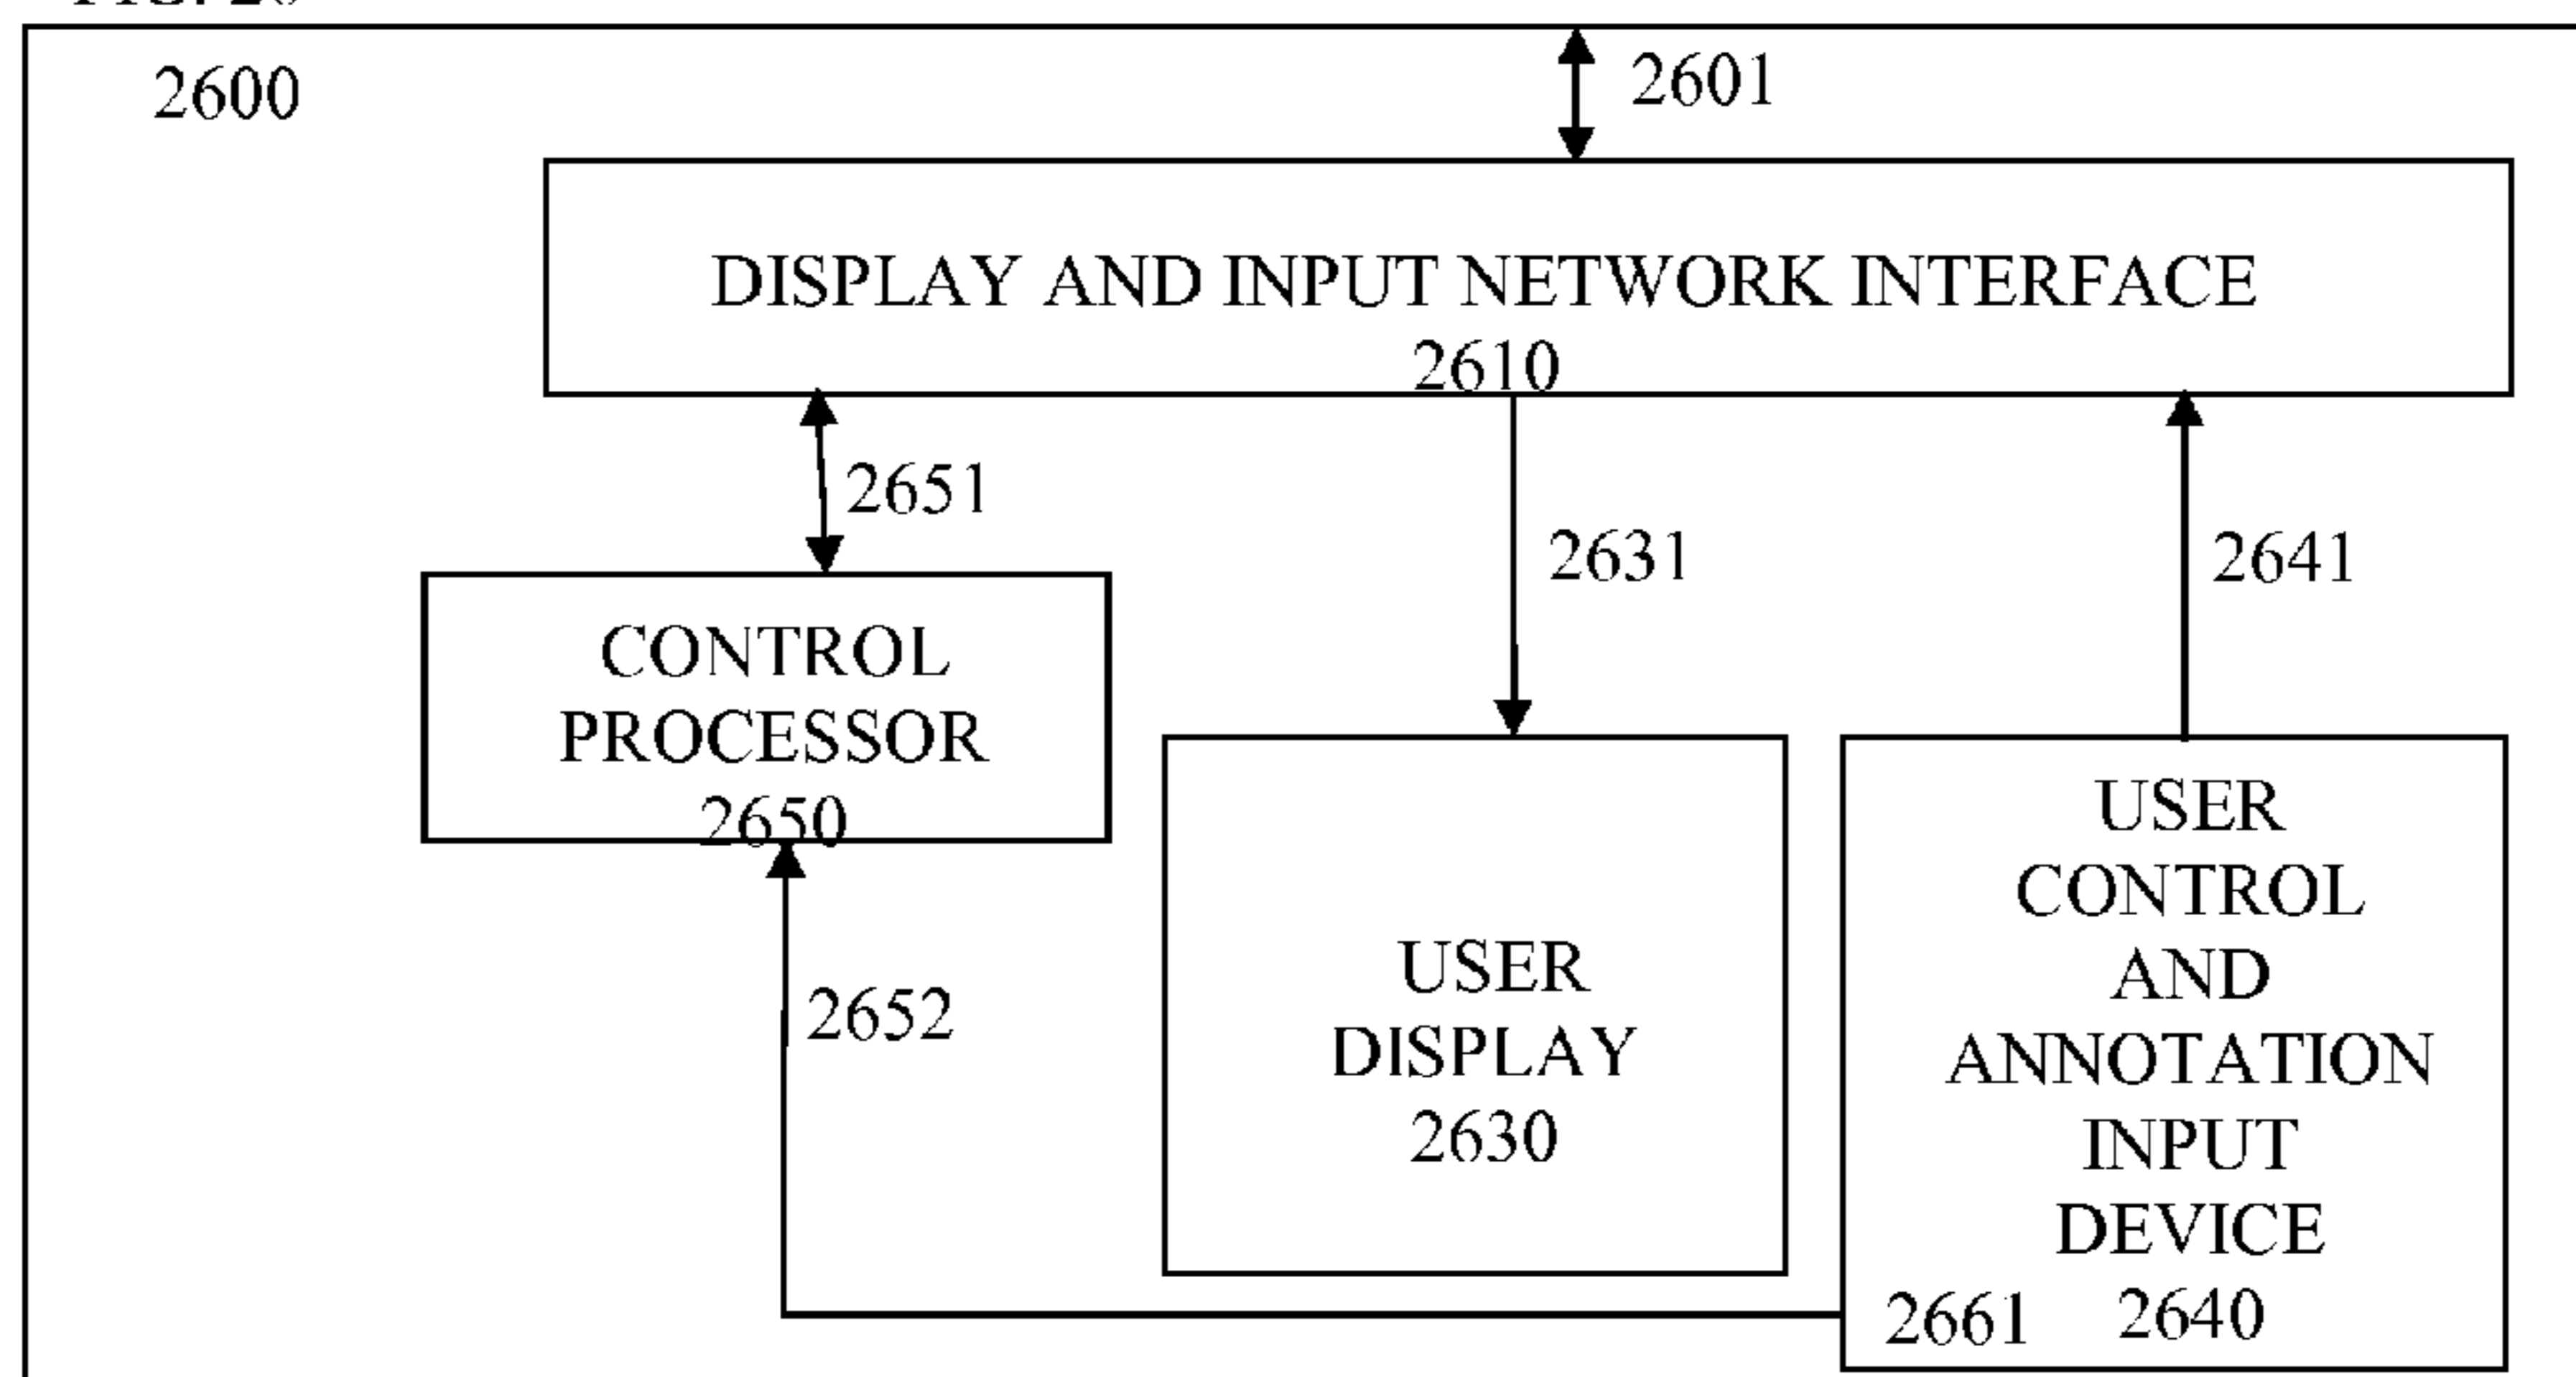 2600
2601
DISPLAY AND INPUT NETWORK INTERFACE
2610
2651
2631
2641
CONTROL
PROCESSOR
2650
USER
CONTROL
AND
ANNOTATION
INPUT
DEVICE
2640
2661
USER
DISPLAY
2630
2652